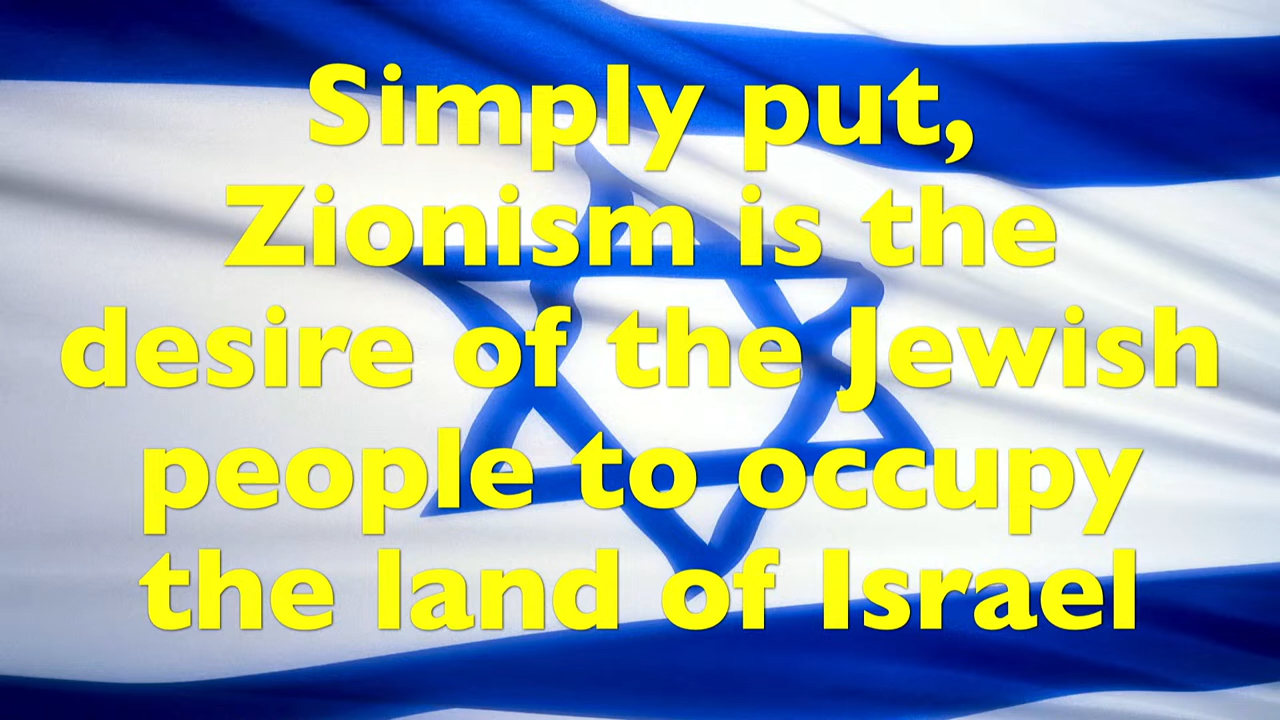 Simply put,
Zionism is the
desire of the Jewish
people to occupy
the land of Israel